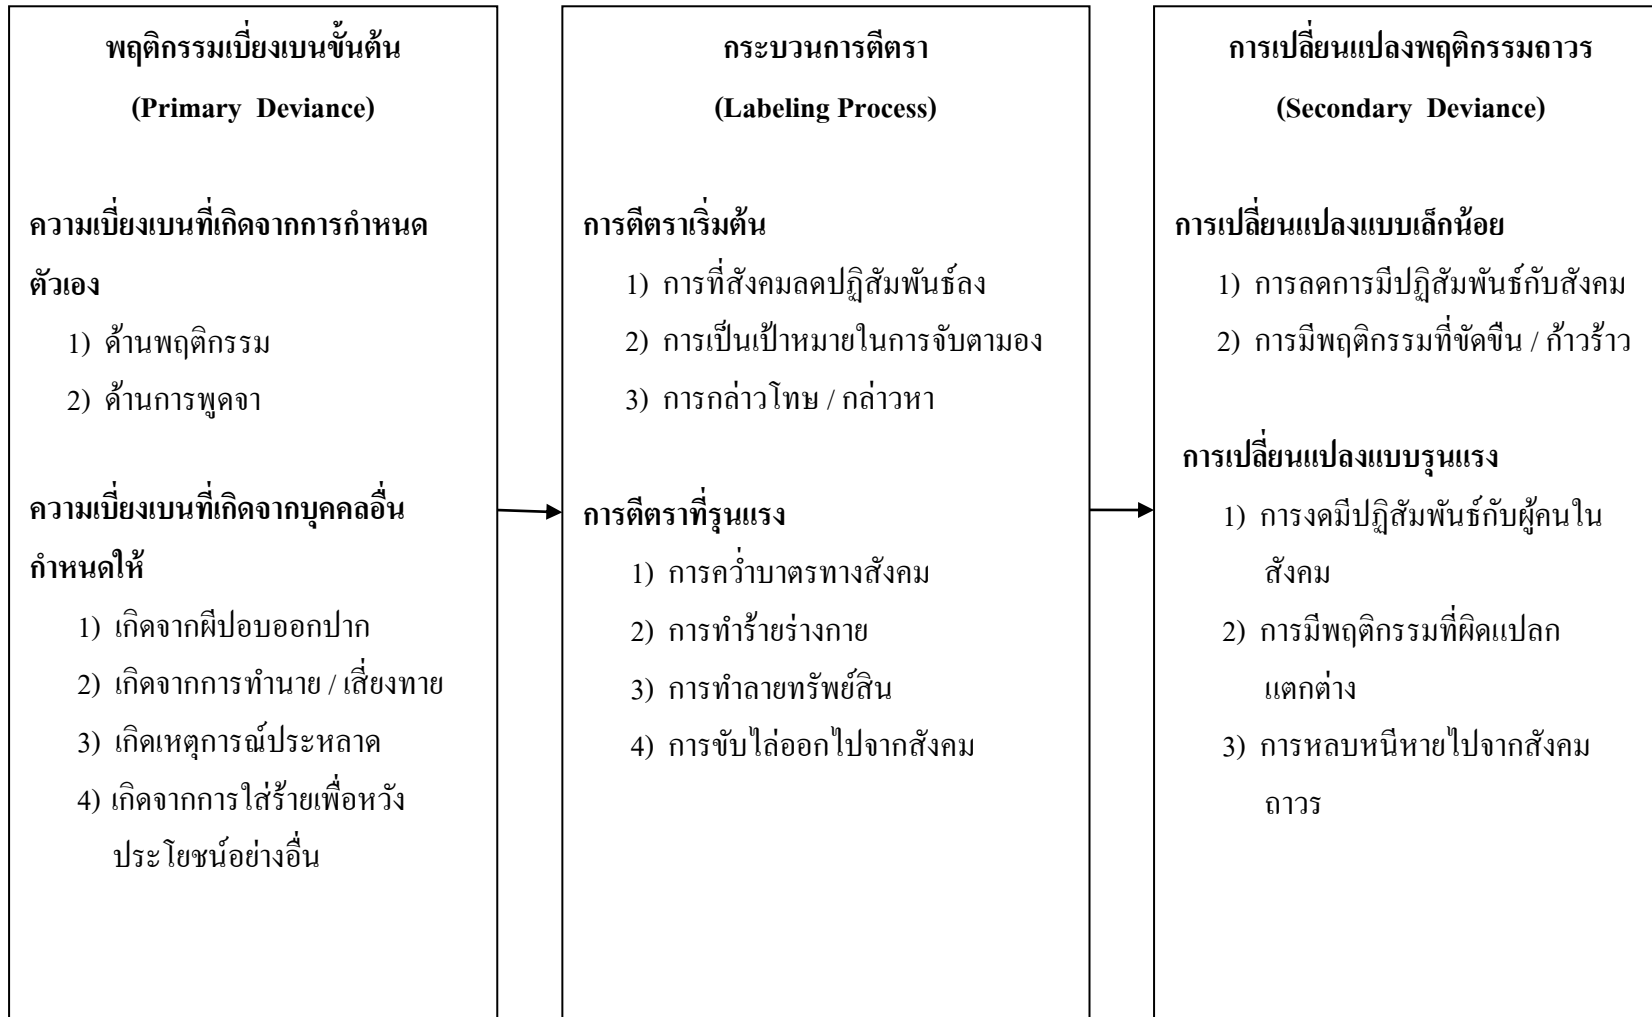 พฤติกรรมเบี่ยงเบนขั้นต้น
(Primary Deviance)
ความเบี่ยงเบนที่เกิดจากการกำหนด
ตัวเอง
1) ด้านพฤติกรรม
2) ด้านการพูดจา
ความเบี่ยงเบนที่เกิดจากบุคคลอื่น
กำหนดให้
1) เกิดจากผีปอบออกปาก
2) เกิดจากการทำนาย / เสี่ยงทาย
3) เกิดเหตุการณ์ประหลาด
4) เกิดจากการใส่ร้ายเพื่อหวัง
ประโยชน์อย่างอื่น
กระบวนการตีตรา
(Labeling Process)
การตีตราเริ่มต้น
1) การที่สังคมลดปฏิสัมพันธ์ลง
2) การเป็นเป้าหมายในการจับตามอง
3) การกล่าวโทษ / กล่าวหา
การตีตราที่รุนแรง
1) การคว่ำบาตรทางสังคม
2) การทำร้ายร่างกาย
3) การทำลายทรัพย์สิน
4) การขับไล่ออกไปจากสังคม
การเปลี่ยนแปลงพฤติกรรมถาวร
(Secondary Deviance)
การเปลี่ยนแปลงแบบเล็กน้อย
1) การลดการมีปฏิสัมพันธ์กับสังคม
2) การมีพฤติกรรมที่ขัดขืน / ก้าวร้าว
การเปลี่ยนแปลงแบบรุนแรง
1) การงดมีปฏิสัมพันธ์กับผู้คนใน
สังคม
2) การมีพฤติกรรมที่ผิดแปลก
แตกต่าง
3) การหลบหนีหายไปจากสังคม
ถาวร